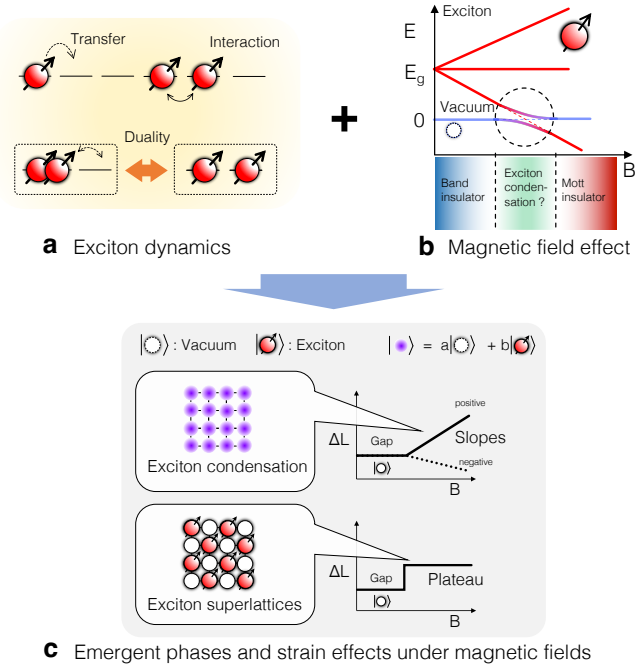 Transfer
Interaction
Duality
a Exciton dynamics
+
Exciton
E
E_g
Vacuum
0
B
Band insulator
Exciton conden-sation ?
Mott insulator
b Magnetic field effect
|○⟩ : Vacuum |●⟩ : Exciton |●⟩ = a|○⟩ + b|●⟩
Exciton condensation
ΔL
Gap
|○⟩
positive
Slopes
negative
B
Exciton superlattices
ΔL
Gap
|○⟩
Plateau
B
c Emergent phases and strain effects under magnetic fields